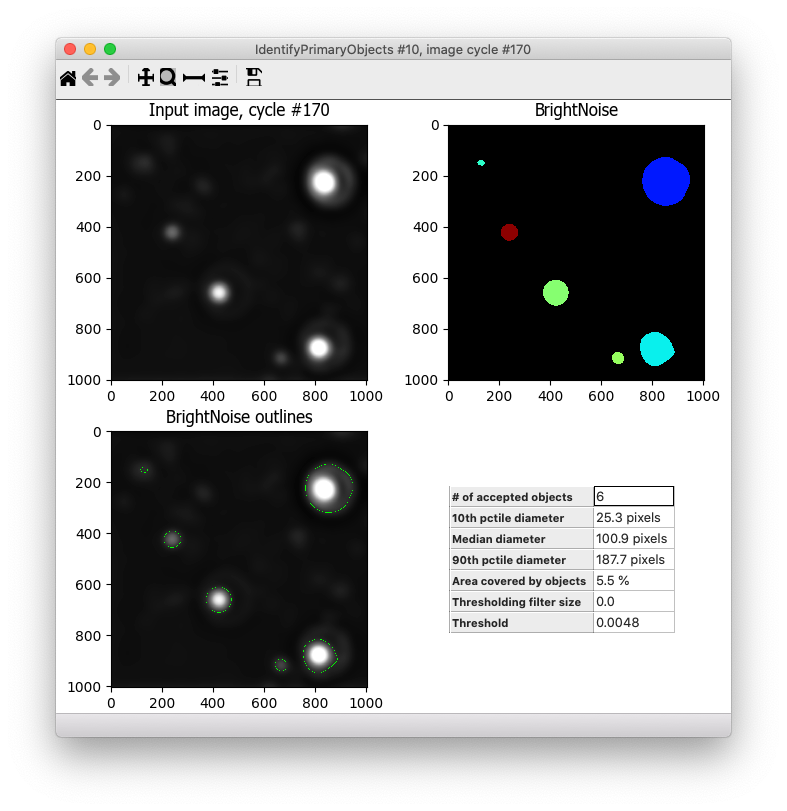 IdentifyPrimaryObjects #10, image cycle #170
Input image, cycle #170
0
200
400
600
800
1000
0 200 400 600 800 1000
BrightNoise
0
200
400
600
800
1000
0 200 400 600 800 1000
BrightNoise outlines
0
200
400
600
800
1000
0 200 400 600 800 1000
# of accepted objects 6
10th pctile diameter 25.3 pixels
Median diameter 100.9 pixels
90th pctile diameter 187.7 pixels
Area covered by objects 5.5 %
Thresholding filter size 0.0
Threshold 0.0048